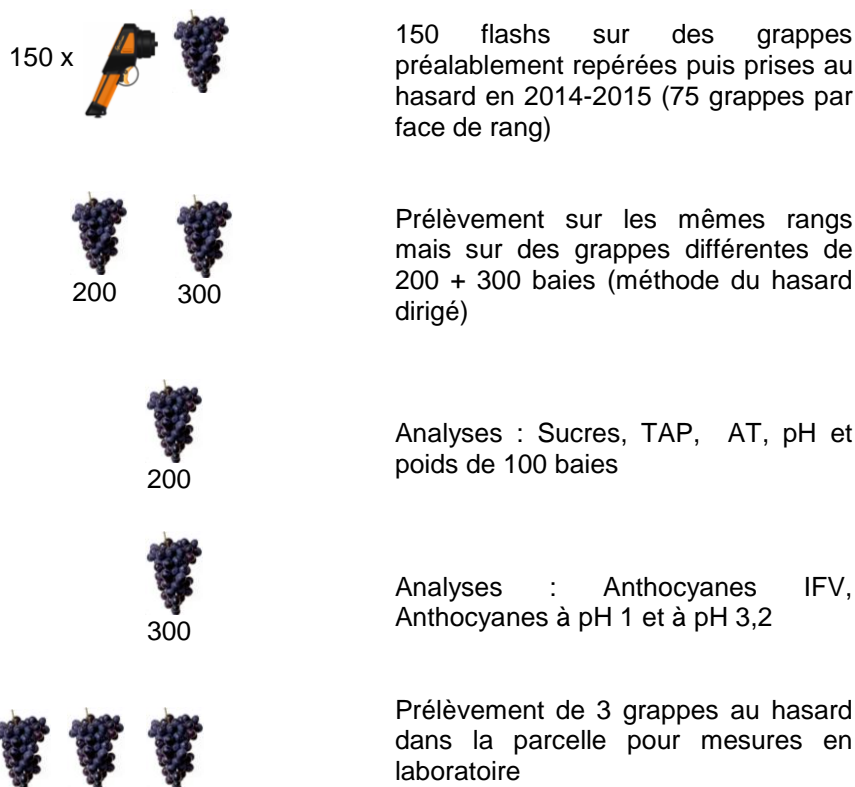 150 x
150 flashs sur des grappes
préalablement repérées puis prises au
hasard en 2014-2015 (75 grappes par
face de rang)
Prélèvement sur les mêmes rangs
mais sur des grappes différentes de
200 + 300 baies (méthode du hasard
dirigé)
200 300
Analyses : Sucres, TAP, AT, pH et
poids de 100 baies
200
Analyses : Anthocyanes IFV,
Anthocyanes à pH 1 et à pH 3,2
300
Prélèvement de 3 grappes au hasard
dans la parcelle pour mesures en
laboratoire